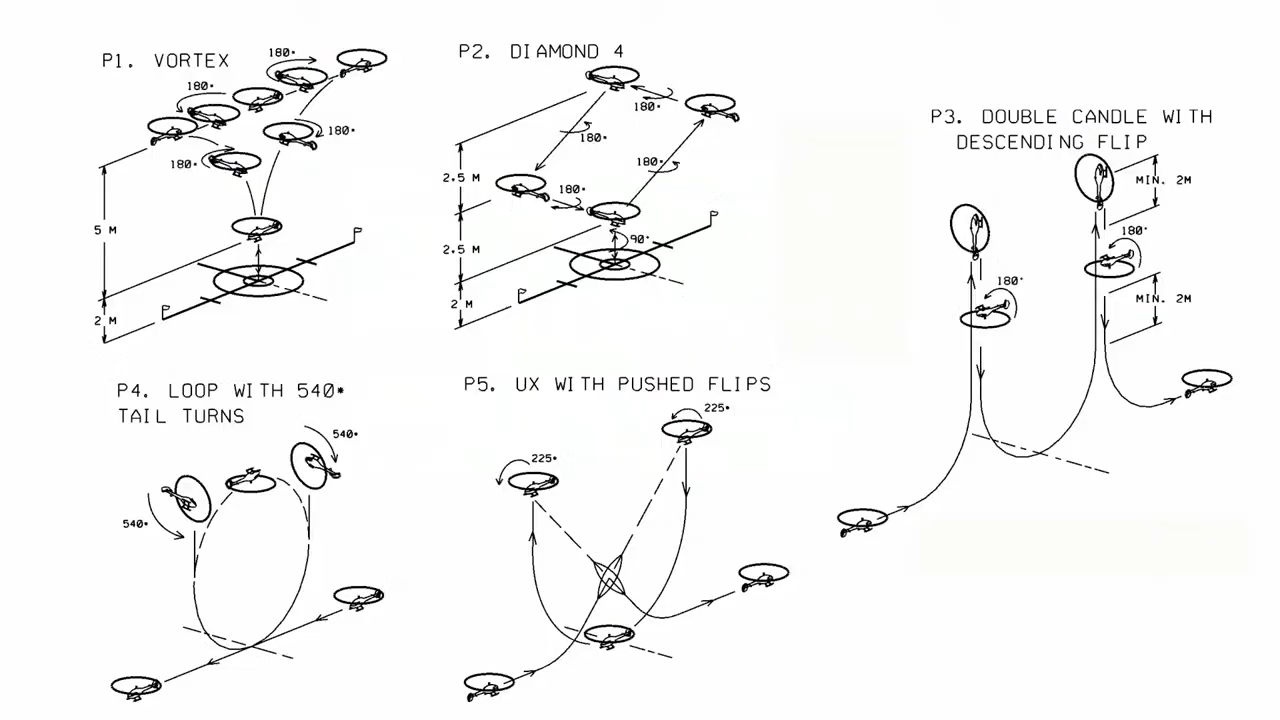 P1. VORTEX
180°
180°
180°
180°
5 M
2 M
P2. DIAMOND 4
180°
180°
180°
180°
90°
2.5 M
2.5 M
2 M
P3. DOUBLE CANDLE WITH
DESCENDING FLIP
MIN. 2M
180°
180°
MIN. 2M
P4. LOOP WITH 540°
TAIL TURNS
540°
540°
P5. UX WITH PUSHED FLIPS
225°
225°